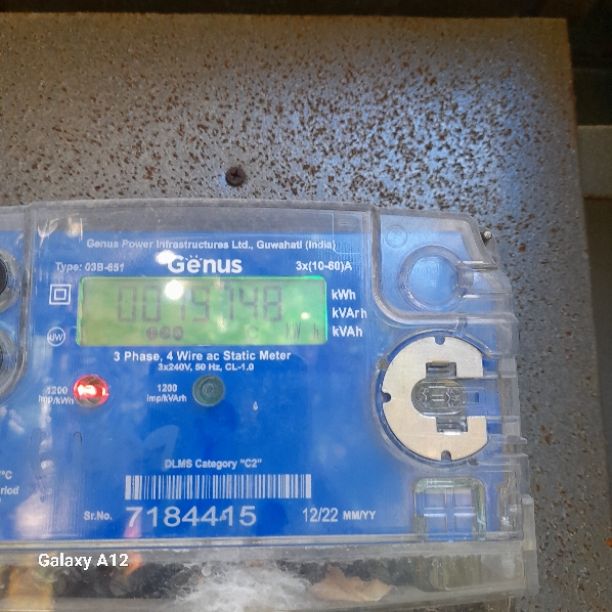 Genus Power Infrastructures Ltd., Guwahati (India)
Type: 03B-651 Genus 3x(10-60)A
kWh
UW 0015748 kVArh
kVAh
3 Phase, 4 Wire ac Static Meter
3x240V, 50 Hz, CL-1.0
1200 imp/kWh
1200 imp/kVArh
DLMS Category "C2"
Sr.No. 7184415 12/22 MM/YY
Galaxy A12